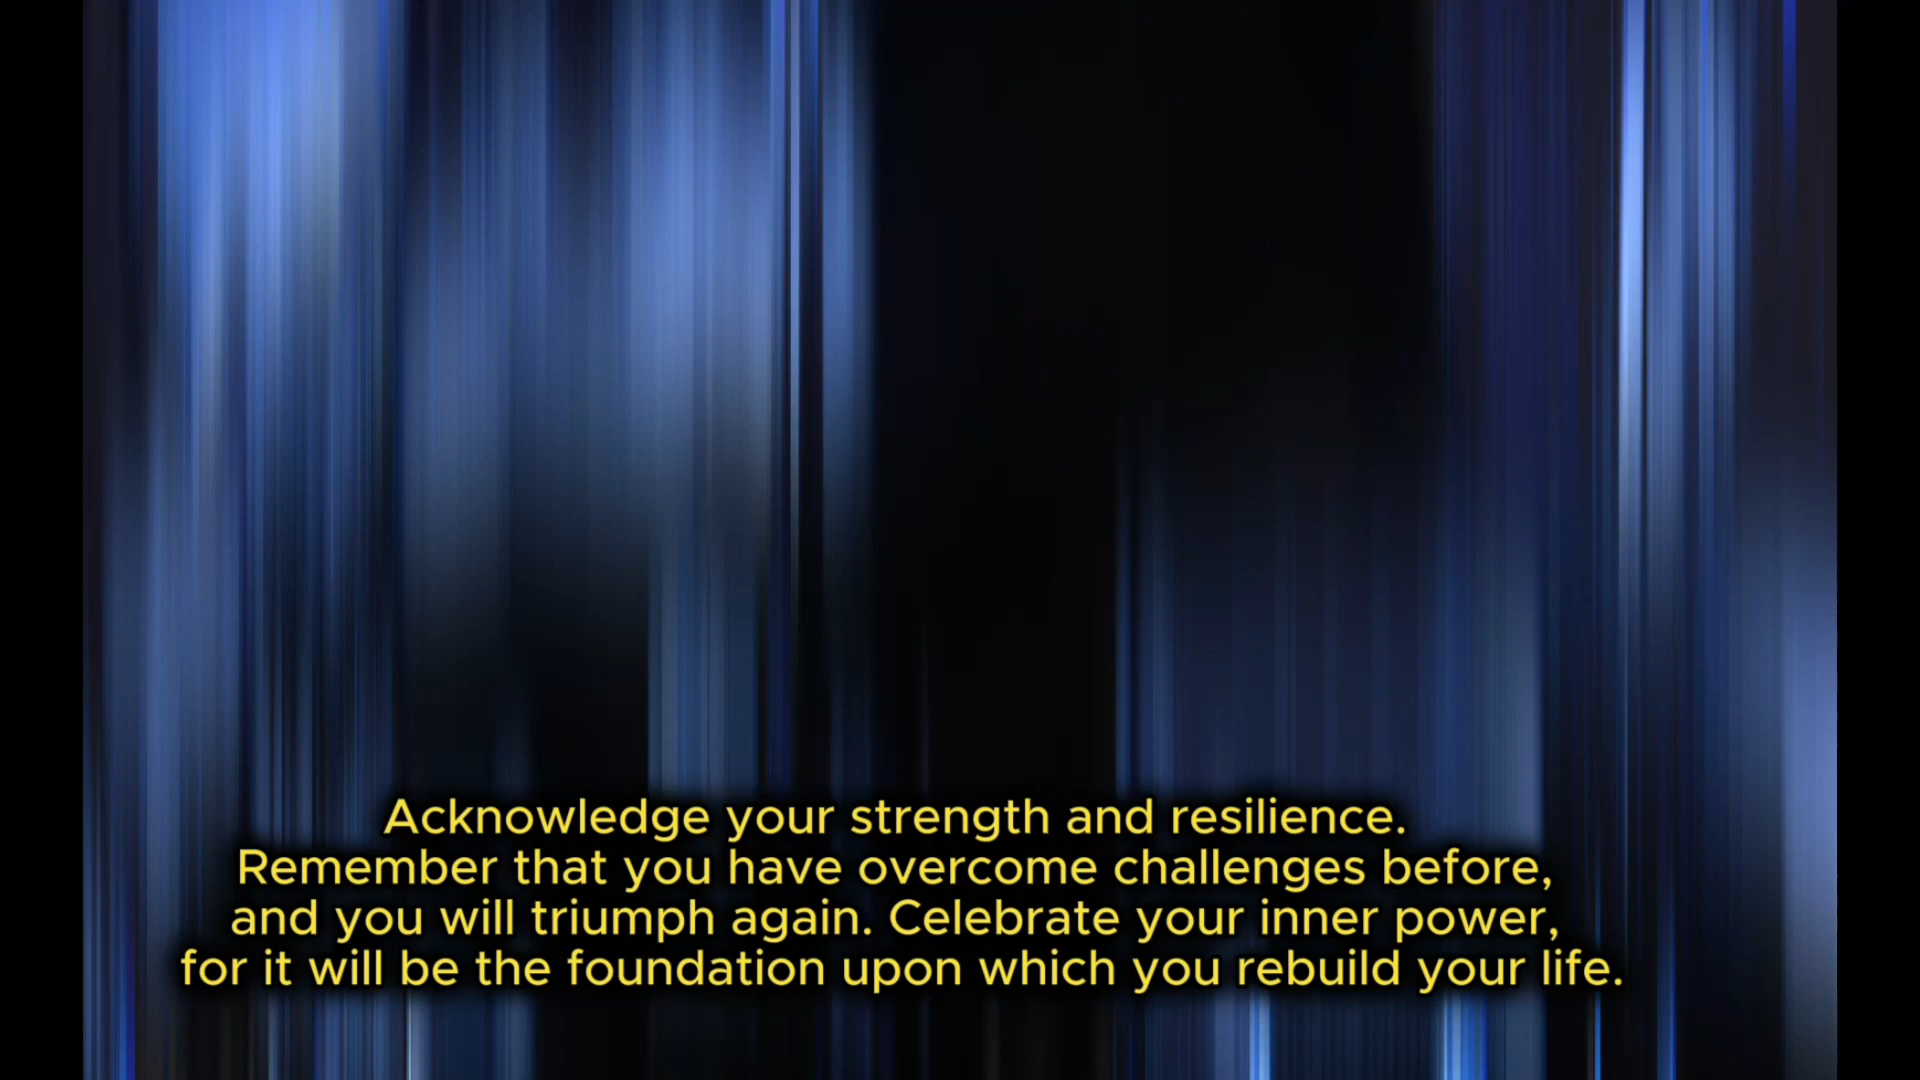 Acknowledge your strength and resilience.
Remember that you have overcome challenges before,
and you will triumph again. Celebrate your inner power,
for it will be the foundation upon which you rebuild your life.